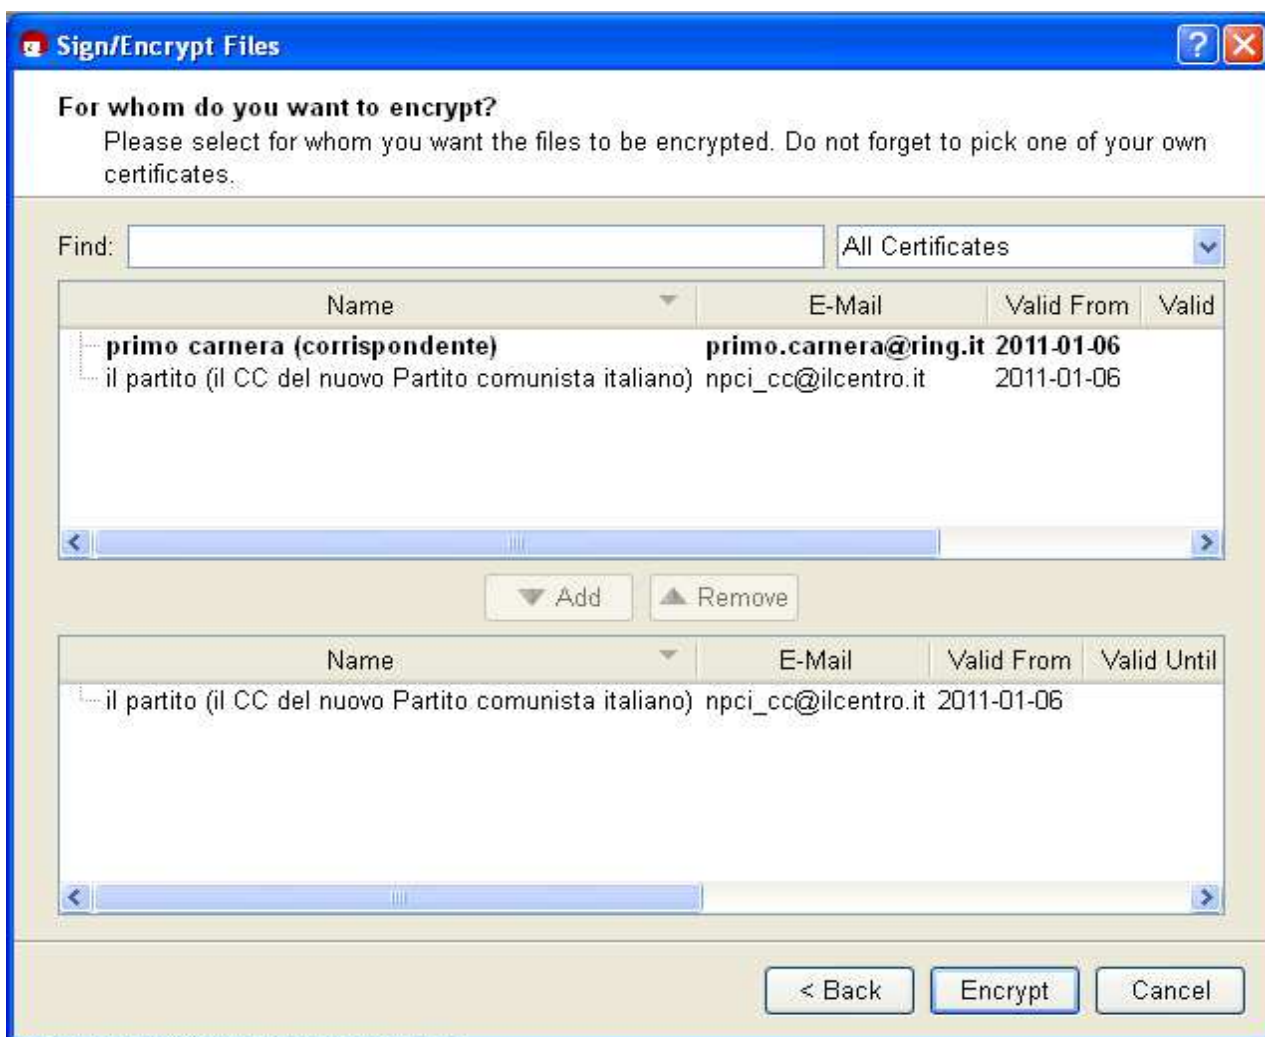 Sign/Encrypt Files
For whom do you want to encrypt?
Please select for whom you want the files to be encrypted. Do not forget to pick one of your own
certificates.
Find: All Certificates
Name E-Mail Valid From Valid
primo carnera (corrispondente) primo.carnera@ring.it 2011-01-06
il partito (il CC del nuovo Partito comunista italiano) npci_cc@ilcentro.it 2011-01-06
Add Remove
Name E-Mail Valid From Valid Until
il partito (il CC del nuovo Partito comunista italiano) npci_cc@ilcentro.it 2011-01-06
< Back Encrypt Cancel